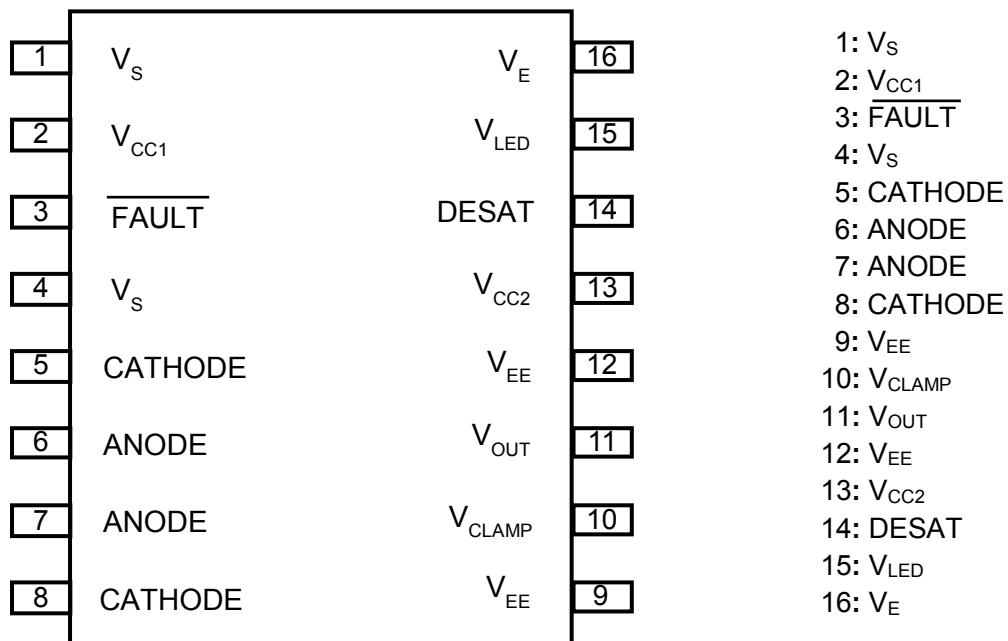 1 V_S V_E 16
2 V_CC1 V_LED 15
3 F̅A̅U̅L̅T̅ DESAT 14
4 V_S V_CC2 13
5 CATHODE V_EE 12
6 ANODE V_OUT 11
7 ANODE V_CLAMP 10
8 CATHODE V_EE 9
1: V_S
2: V_CC1
3: F̅A̅U̅L̅T̅
4: V_S
5: CATHODE
6: ANODE
7: ANODE
8: CATHODE
9: V_EE
10: V_CLAMP
11: V_OUT
12: V_EE
13: V_CC2
14: DESAT
15: V_LED
16: V_E